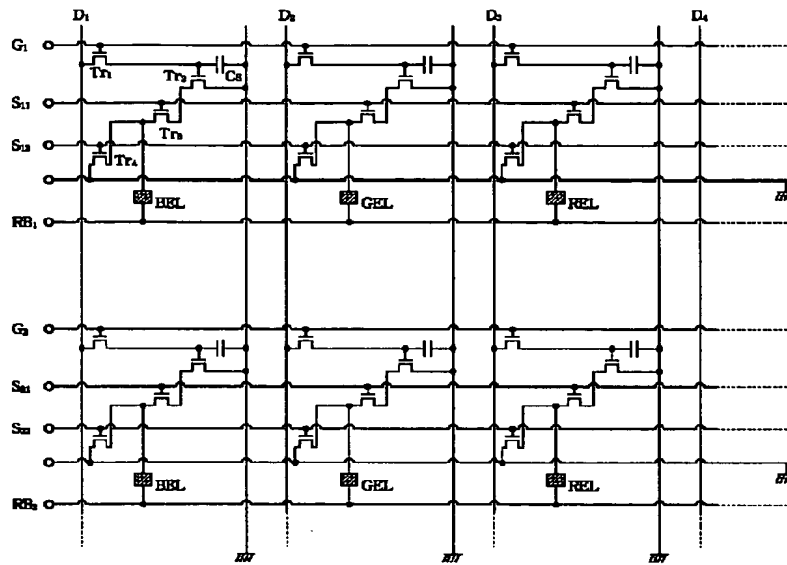 D₁ D₂ D₃ D₄
G₁
Tr₁ Tr₂ CS
S₁₁
Tr₃
S₁₂
Tr₄
BEL GEL REL
RB₁
G₂
S₂₁
S₂₂
BEL GEL REL
RB₂